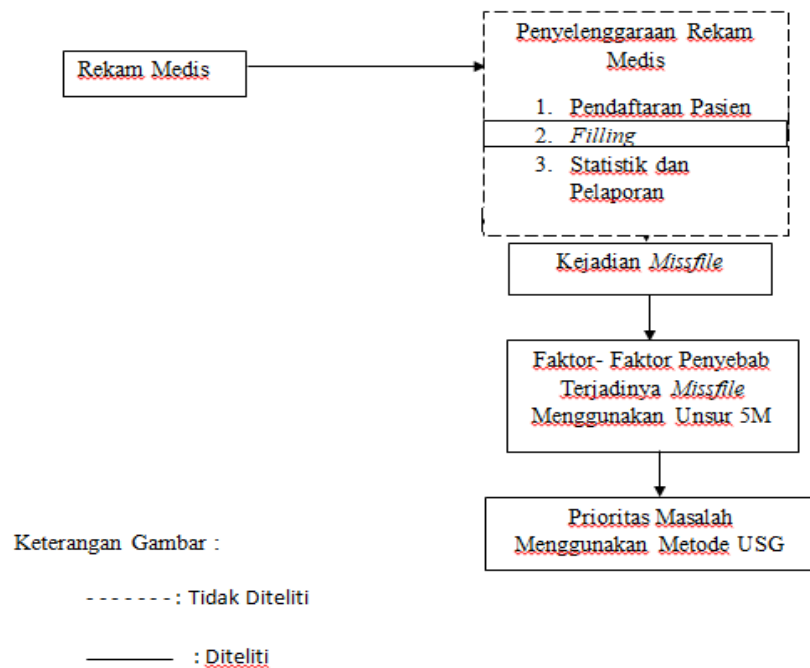 Penyelenggaraan Rekam
Medis
Rekam Medis
1. Pendaftaran Pasien
2. Filling
3. Statistik dan
Pelaporan
Kejadian Missfile
Faktor- Faktor Penyebab
Terjadinya Missfile
Menggunakan Unsur 5M
Prioritas Masalah
Menggunakan Metode USG
Keterangan Gambar :
- - - - - - - : Tidak Diteliti
: Diteliti